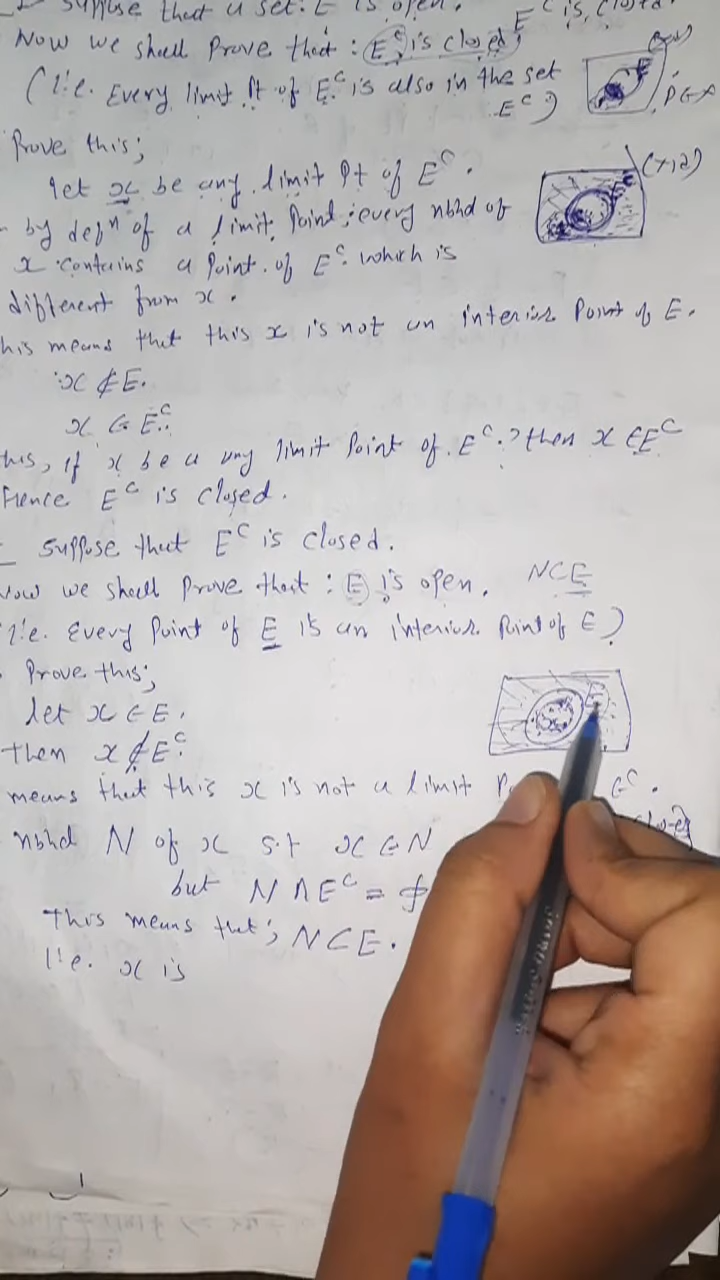 suppose that a set E is open.
E^c is closed.
Now we shall prove that: E^c is closed
(i.e. Every limit pt of E^c is also in the set E^c)
Prove this;
let x be any limit pt of E^c.
by defn of a limit point; every nbhd of
x contains a point of E^c which is
different from x.
his means that this x is not an interior point of E.
x ∉ E.
x ∈ E^c.
hus, if x be a any limit point of E^c, then x ∈ E^c
Hence E^c is closed.
suppose that E^c is closed.
Now we shall prove that: E is open. N⊂E
(i.e. Every point of E is an interior point of E)
Prove this;
let x ∈ E.
then x ∉ E^c
means that this x is not a limit
nbhd N of x s.t x ∈ N
but N ∩ E^c = φ
This means that; N ⊂ E.
i.e. x is